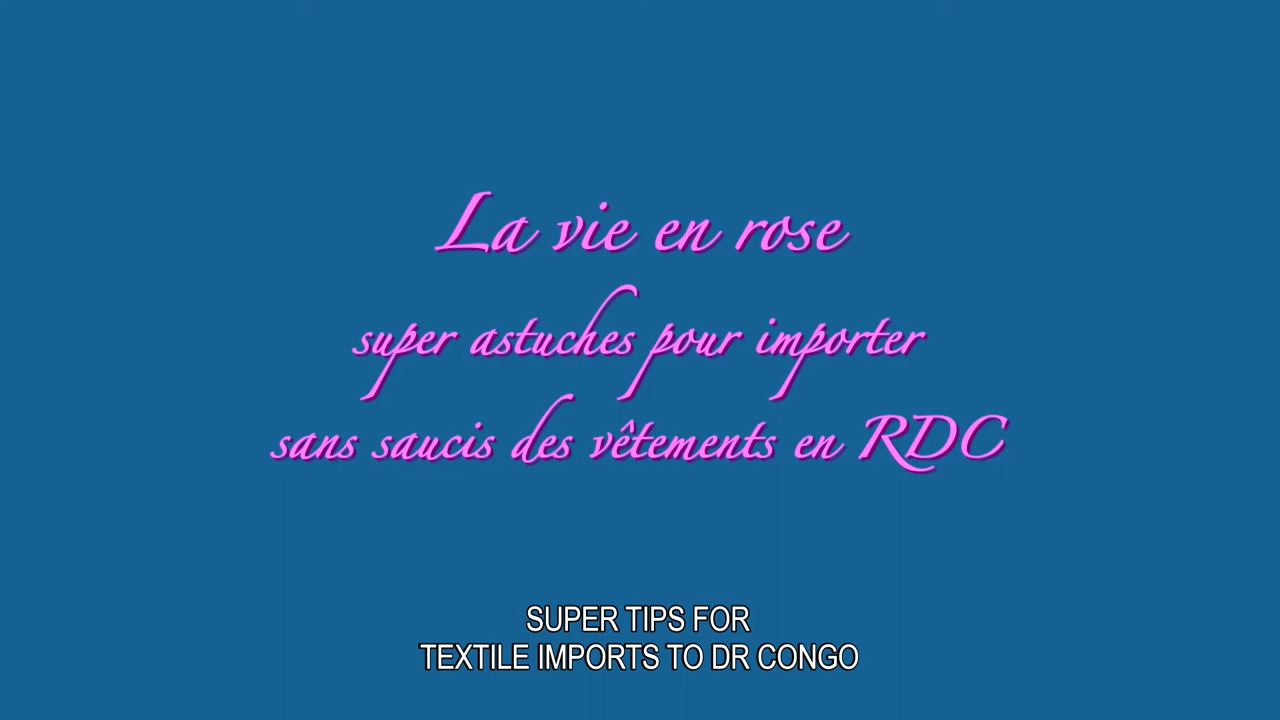 La vie en rose
super astuches pour importer
sans saucis des vêtements en RDC
SUPER TIPS FOR
TEXTILE IMPORTS TO DR CONGO